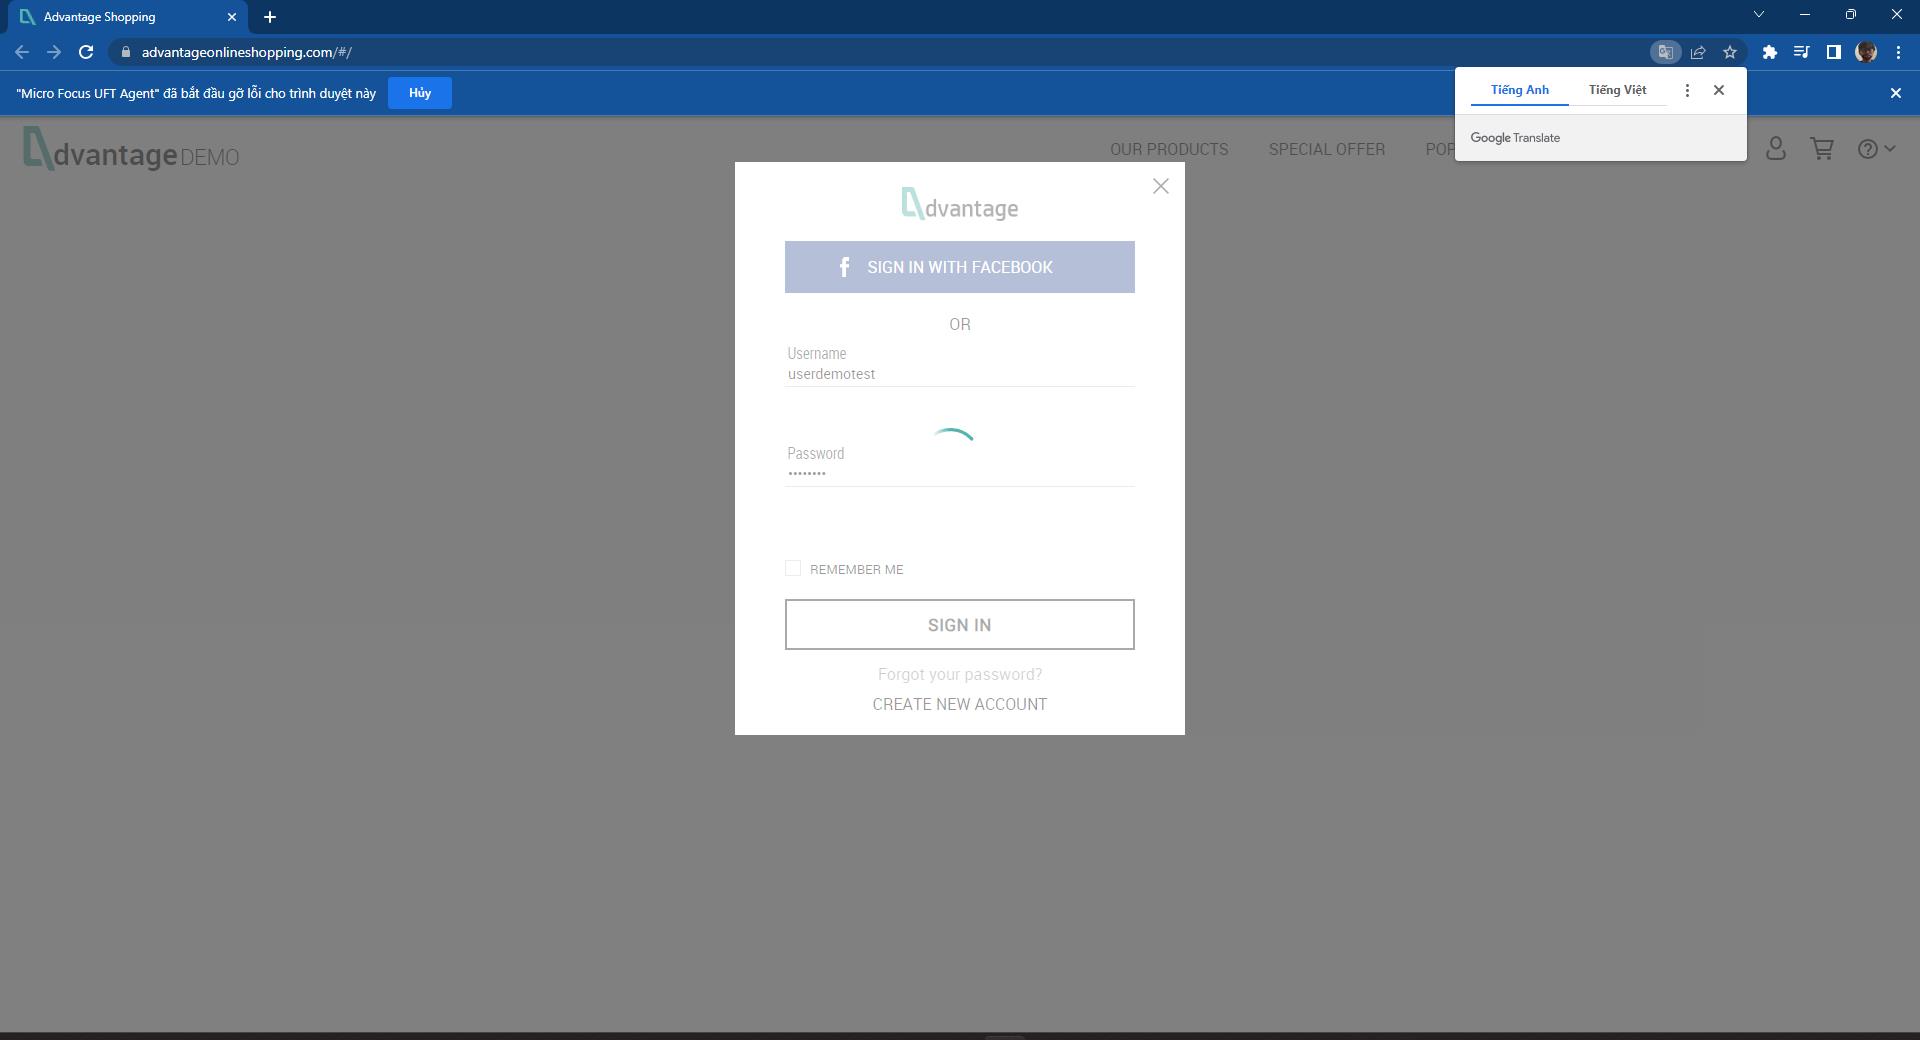 Advantage Shopping
advantageonlineshopping.com/#/
"Micro Focus UFT Agent" đã bắt đầu gỡ lỗi cho trình duyệt này
Hủy
Tiếng Anh
Tiếng Việt
Google Translate
dvantage DEMO
OUR PRODUCTS
SPECIAL OFFER
POP
dvantage
SIGN IN WITH FACEBOOK
OR
Username
userdemotest
Password
••••••••
REMEMBER ME
SIGN IN
Forgot your password?
CREATE NEW ACCOUNT